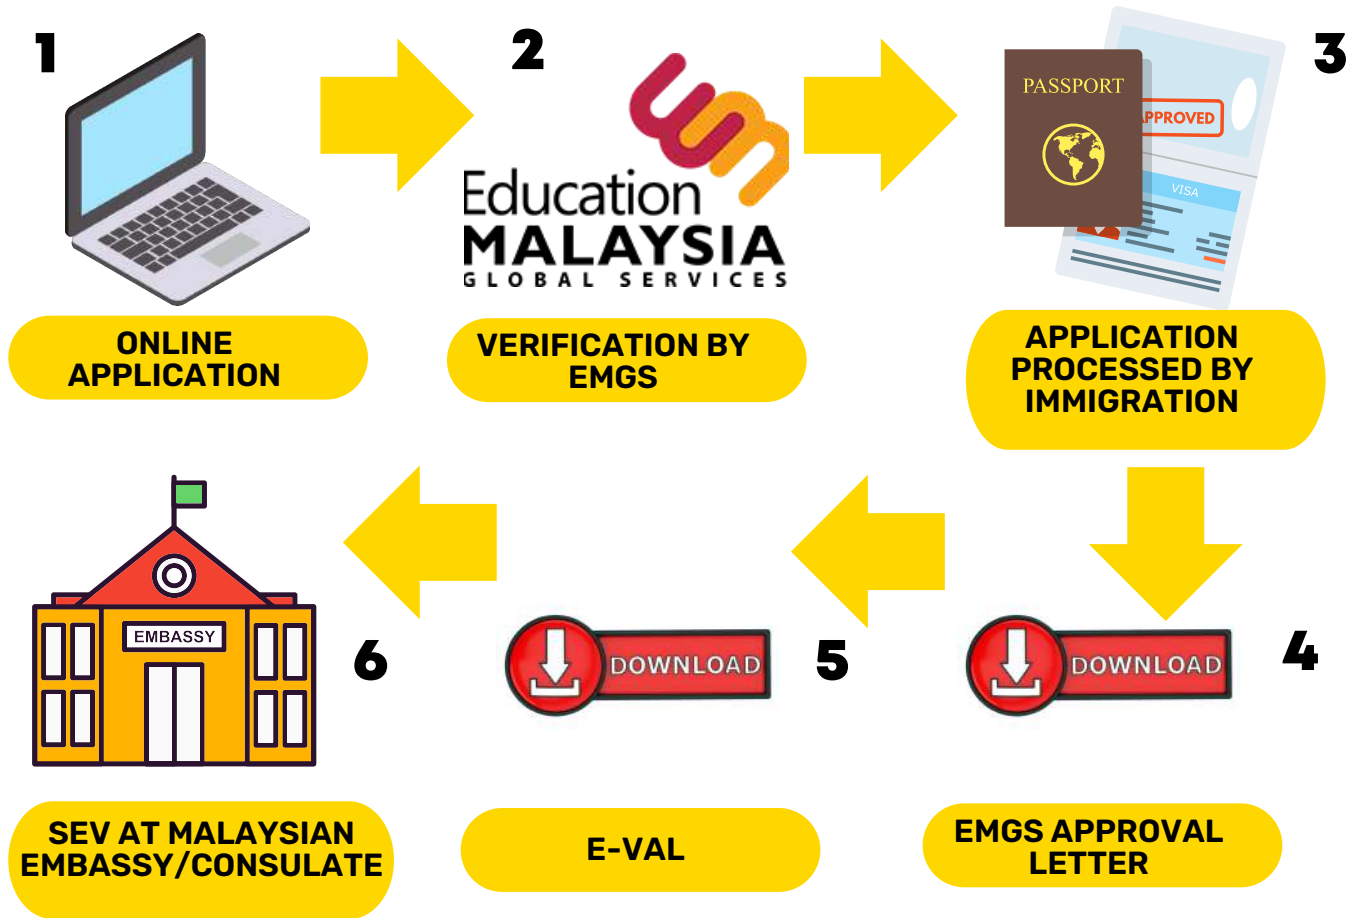 1
2
Education
MALAYSIA
GLOBAL SERVICES
3
PASSPORT
APPROVED
VISA
ONLINE
APPLICATION
VERIFICATION BY
EMGS
APPLICATION
PROCESSED BY
IMMIGRATION
EMBASSY
6
DOWNLOAD
5
DOWNLOAD
4
SEV AT MALAYSIAN
EMBASSY/CONSULATE
E-VAL
EMGS APPROVAL
LETTER